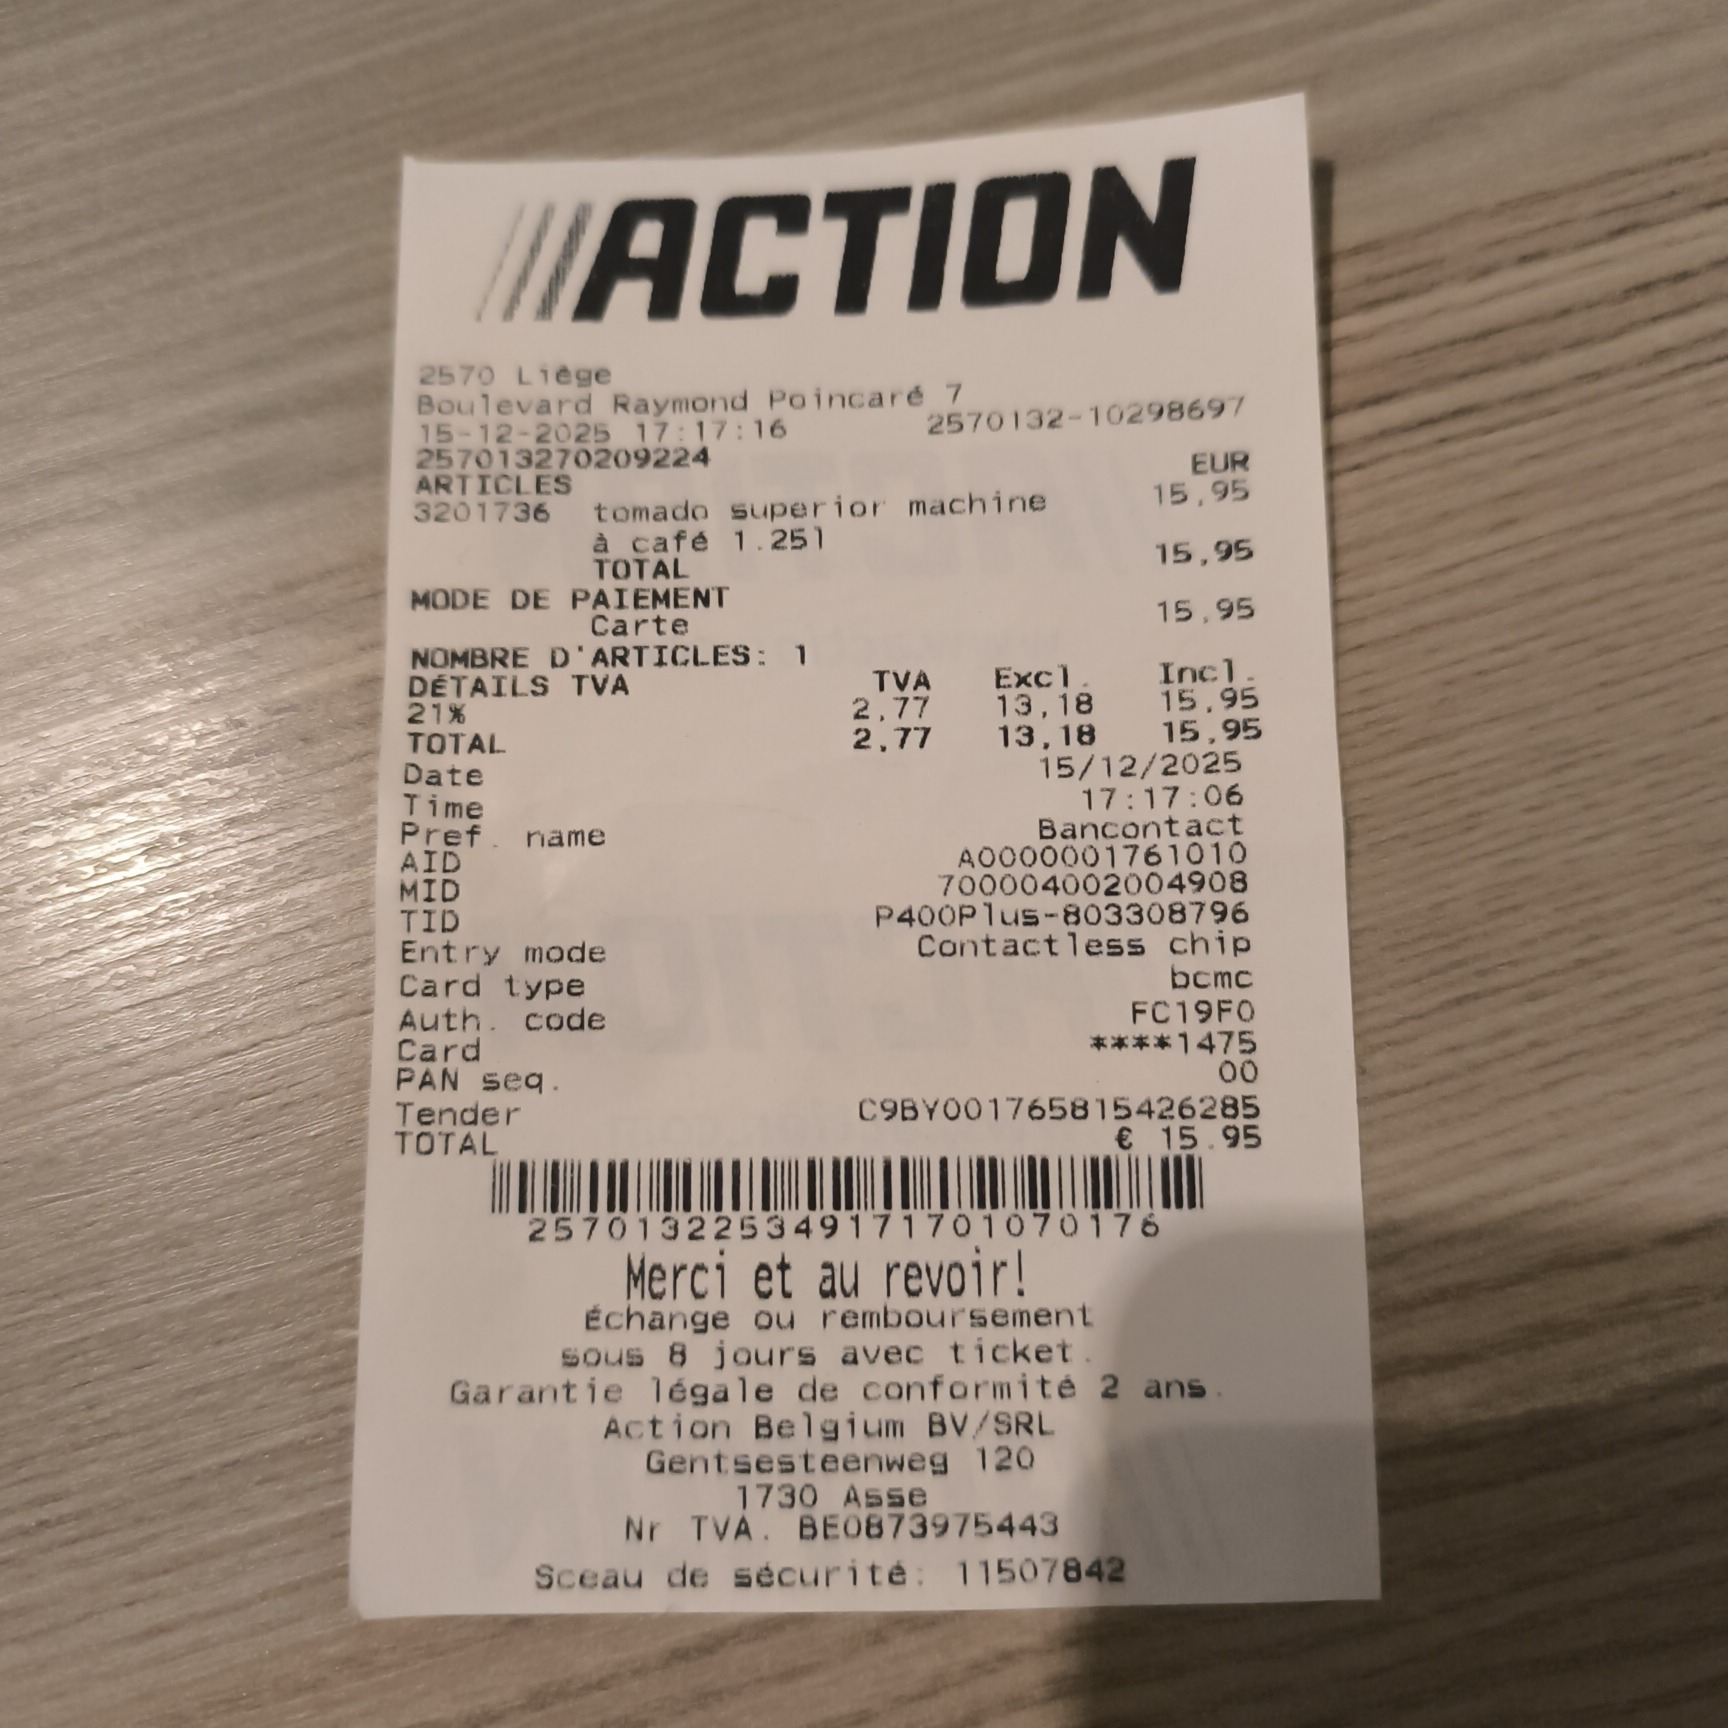 ACTION
2570 Liège
Boulevard Raymond Poincaré 7
15-12-2025 17:17:16 2570132-10298697
257013270209224 EUR
ARTICLES
3201736 tomado superior machine 15,95
à café 1.25l
TOTAL 15,95
MODE DE PAIEMENT
Carte 15,95
NOMBRE D'ARTICLES: 1
DÉTAILS TVA TVA Excl. Incl.
21% 2,77 13,18 15,95
TOTAL 2,77 13,18 15,95
Date 15/12/2025
Time 17:17:06
Pref. name Bancontact
AID A0000001761010
MID 700004002004908
TID P400Plus-803308796
Entry mode Contactless chip
Card type bcmc
Auth. code FC19F0
Card ****1475
PAN seq. 00
Tender C9BY001765815426285
TOTAL € 15.95
257013225349171701070176
Merci et au revoir!
Échange ou remboursement
sous 8 jours avec ticket.
Garantie légale de conformité 2 ans.
Action Belgium BV/SRL
Gentsesteenweg 120
1730 Asse
Nr TVA. BE0873975443
Sceau de sécurité: 11507842